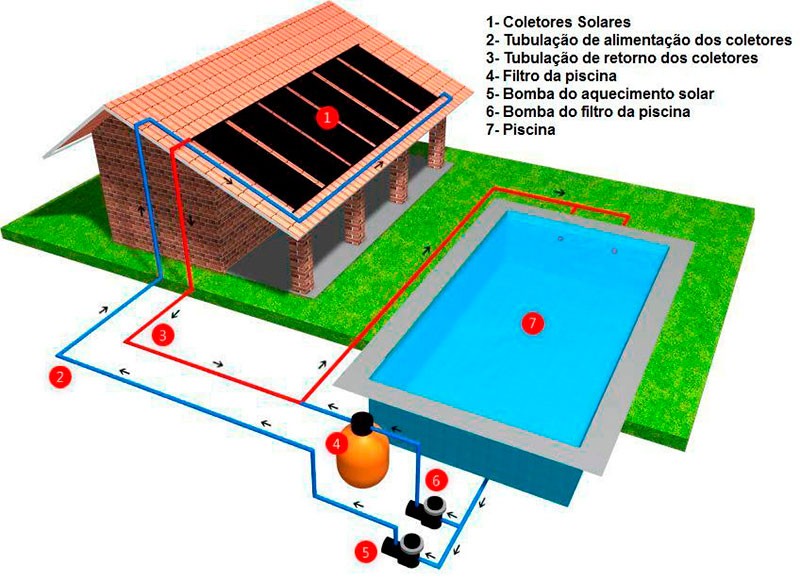 1- Coletores Solares
2- Tubulação de alimentação dos coletores
3- Tubulação de retorno dos coletores
4- Filtro da piscina
5- Bomba do aquecimento solar
6- Bomba do filtro da piscina
7- Piscina
1
7
3
2
4
6
5